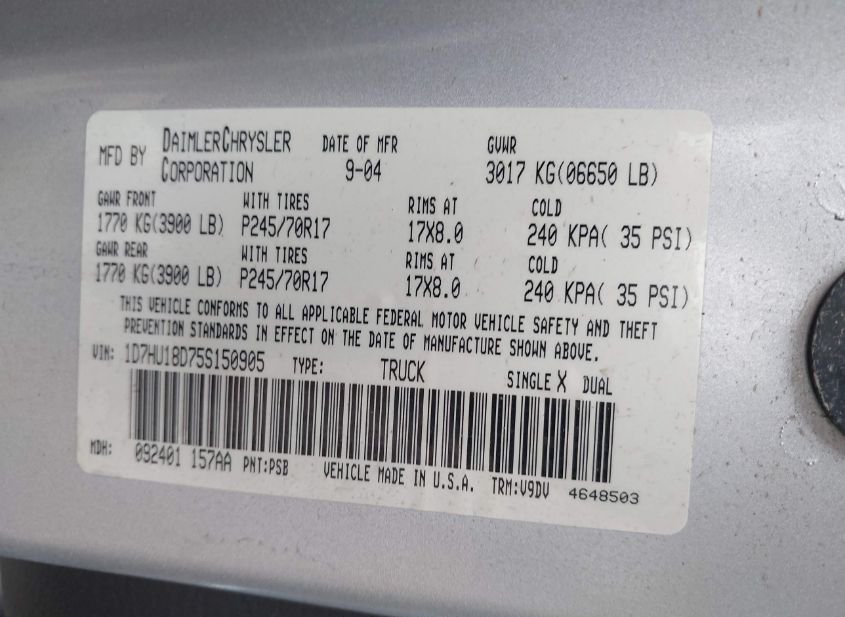 MFD BY DAIMLERCHRYSLER CORPORATION DATE OF MFR 9-04 GVWR 3017 KG(06650 LB)
GAWR FRONT WITH TIRES RIMS AT COLD
1770 KG(3900 LB) P245/70R17 17X8.0 240 KPA( 35 PSI)
GAWR REAR WITH TIRES RIMS AT COLD
1770 KG(3900 LB) P245/70R17 17X8.0 240 KPA( 35 PSI)
THIS VEHICLE CONFORMS TO ALL APPLICABLE FEDERAL MOTOR VEHICLE SAFETY AND THEFT
PREVENTION STANDARDS IN EFFECT ON THE DATE OF MANUFACTURE SHOWN ABOVE.
VIN: 1D7HU18D75S150905 TYPE: TRUCK SINGLE X DUAL
MDH: 092401 157AA PNT:PSB VEHICLE MADE IN U.S.A. TRM:V9DV 4648503